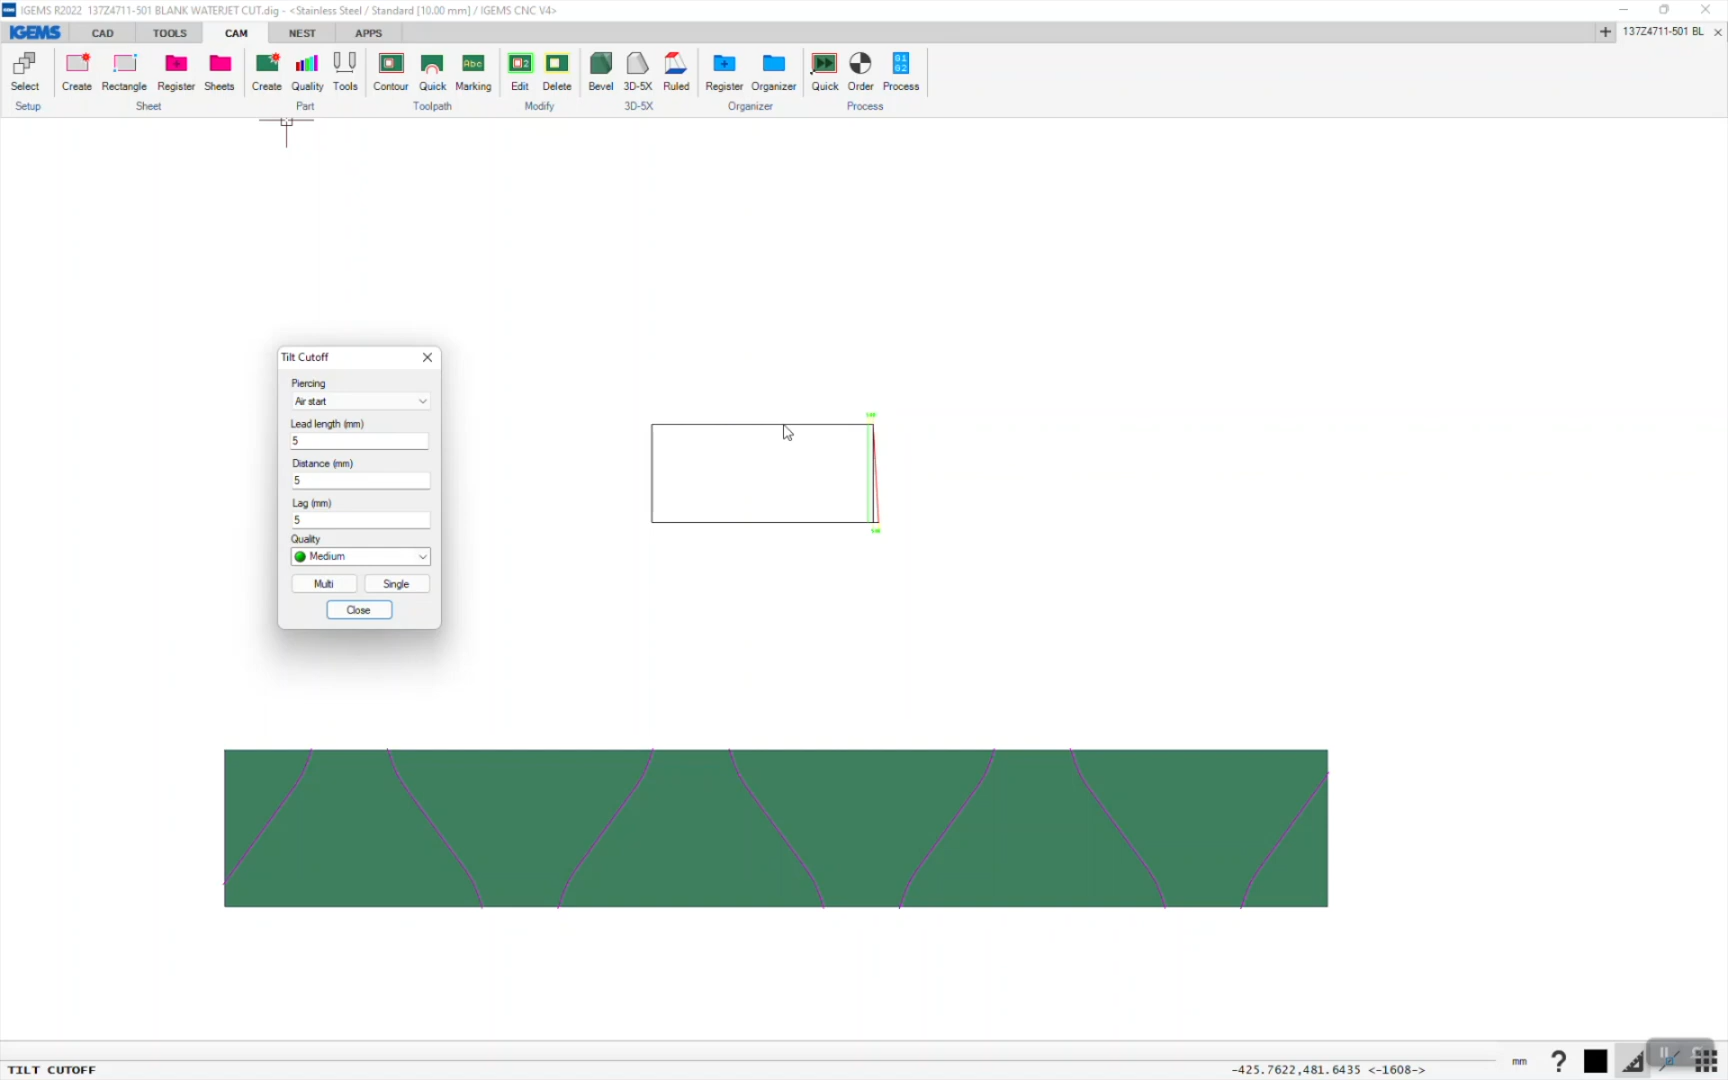 IGEMS R2022 137Z4711-501 BLANK WATERJET CUT.dig - <Stainless Steel / Standard [10.00 mm] / IGEMS CNC V4>
IGEMS CAD TOOLS CAM NEST APPS
137Z4711-501 BL
Abc
01
02
Select Create Rectangle Register Sheets Create Quality Tools Contour Quick Marking Edit Delete Bevel 3D-5X Ruled Register Organizer Quick Order Process
Setup Sheet Part Toolpath Modify 3D-5X Organizer Process
Tilt Cutoff
Piercing
Air start
Lead length (mm)
5
Distance (mm)
5
Lag (mm)
5
Quality
Medium
Multi Single
Close
TILT CUTOFF
-425.7622,481.6435 <-1608->
mm
?